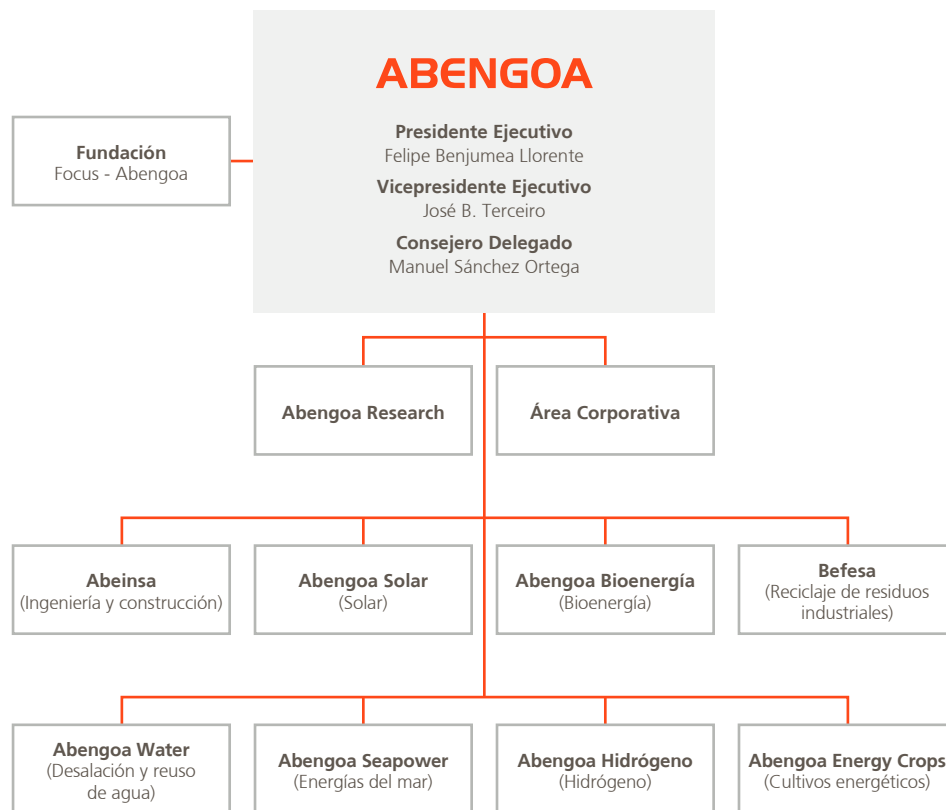 ABENGOA
Presidente Ejecutivo
Felipe Benjumea Llorente
Vicepresidente Ejecutivo
José B. Terceiro
Consejero Delegado
Manuel Sánchez Ortega
Fundación
Focus - Abengoa
Abengoa Research
Área Corporativa
Abeinsa
(Ingeniería y construcción)
Abengoa Solar
(Solar)
Abengoa Bioenergía
(Bioenergía)
Befesa
(Reciclaje de residuos
industriales)
Abengoa Water
(Desalación y reuso
de agua)
Abengoa Seapower
(Energías del mar)
Abengoa Hidrógeno
(Hidrógeno)
Abengoa Energy Crops
(Cultivos energéticos)